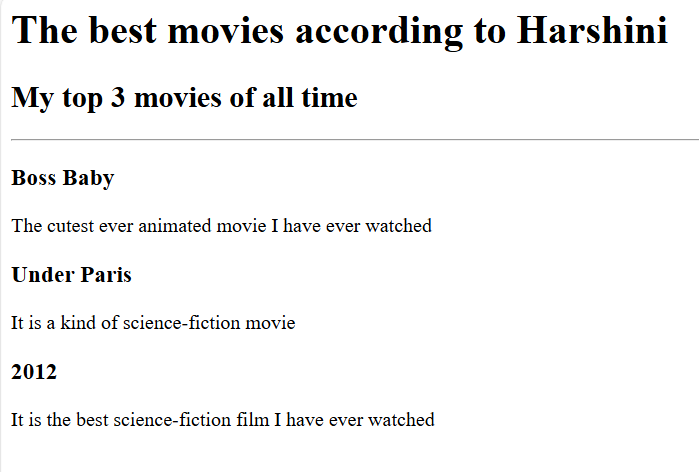 The best movies according to Harshini
My top 3 movies of all time
Boss Baby
The cutest ever animated movie I have ever watched
Under Paris
It is a kind of science-fiction movie
2012
It is the best science-fiction film I have ever watched